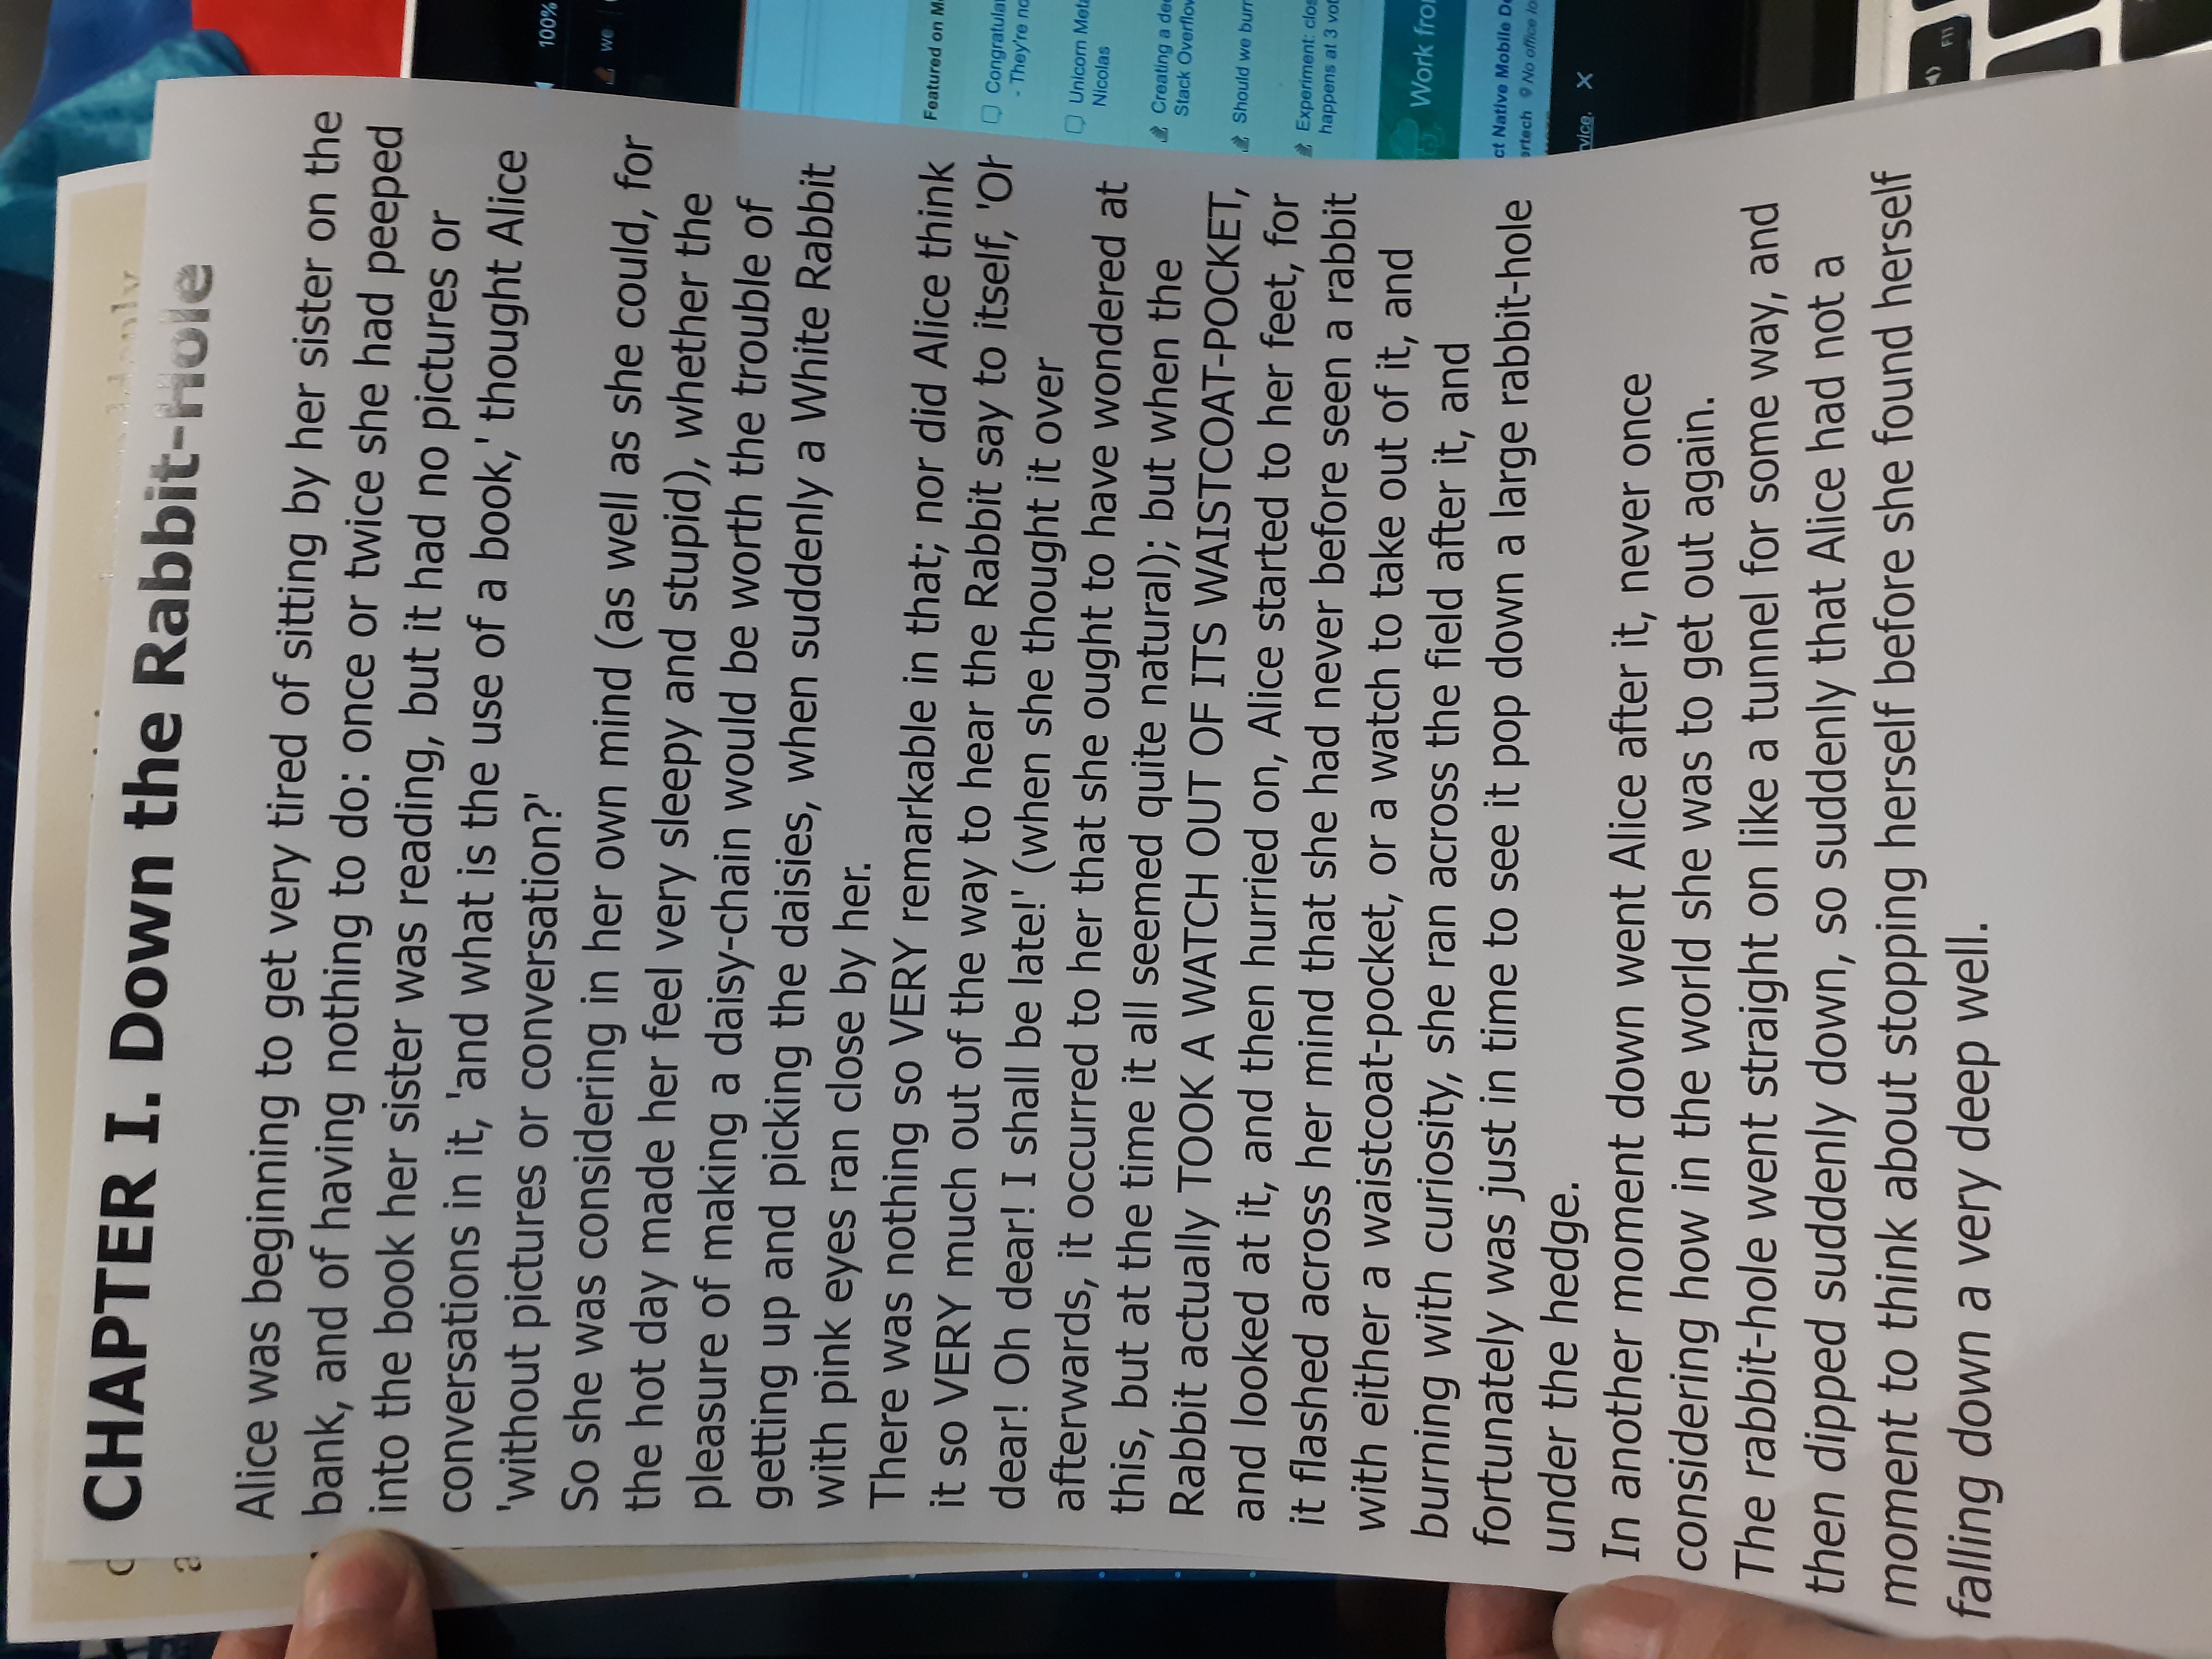 CHAPTER I. Down the Rabbit-Hole
Alice was beginning to get very tired of sitting by her sister on the
bank, and of having nothing to do: once or twice she had peeped
into the book her sister was reading, but it had no pictures or
conversations in it, 'and what is the use of a book,' thought Alice
'without pictures or conversation?'
So she was considering in her own mind (as well as she could, for
the hot day made her feel very sleepy and stupid), whether the
pleasure of making a daisy-chain would be worth the trouble of
getting up and picking the daisies, when suddenly a White Rabbit
with pink eyes ran close by her.
There was nothing so VERY remarkable in that; nor did Alice think
it so VERY much out of the way to hear the Rabbit say to itself, 'Oh
dear! Oh dear! I shall be late!' (when she thought it over
afterwards, it occurred to her that she ought to have wondered at
this, but at the time it all seemed quite natural); but when the
Rabbit actually TOOK A WATCH OUT OF ITS WAISTCOAT-POCKET,
and looked at it, and then hurried on, Alice started to her feet, for
it flashed across her mind that she had never before seen a rabbit
with either a waistcoat-pocket, or a watch to take out of it, and
burning with curiosity, she ran across the field after it, and
fortunately was just in time to see it pop down a large rabbit-hole
under the hedge.
In another moment down went Alice after it, never once
considering how in the world she was to get out again.
The rabbit-hole went straight on like a tunnel for some way, and
then dipped suddenly down, so suddenly that Alice had not a
moment to think about stopping herself before she found herself
falling down a very deep well.
100%
we
Featured on M
Congratula
- They're no
Unicorn Meta
Nicolas
Creating a de
Stack Overflow
Should we burn
Experiment: clos
happens at 3 vot
Work from
ct Native Mobile De
ertech No office lo
vice. X
F11